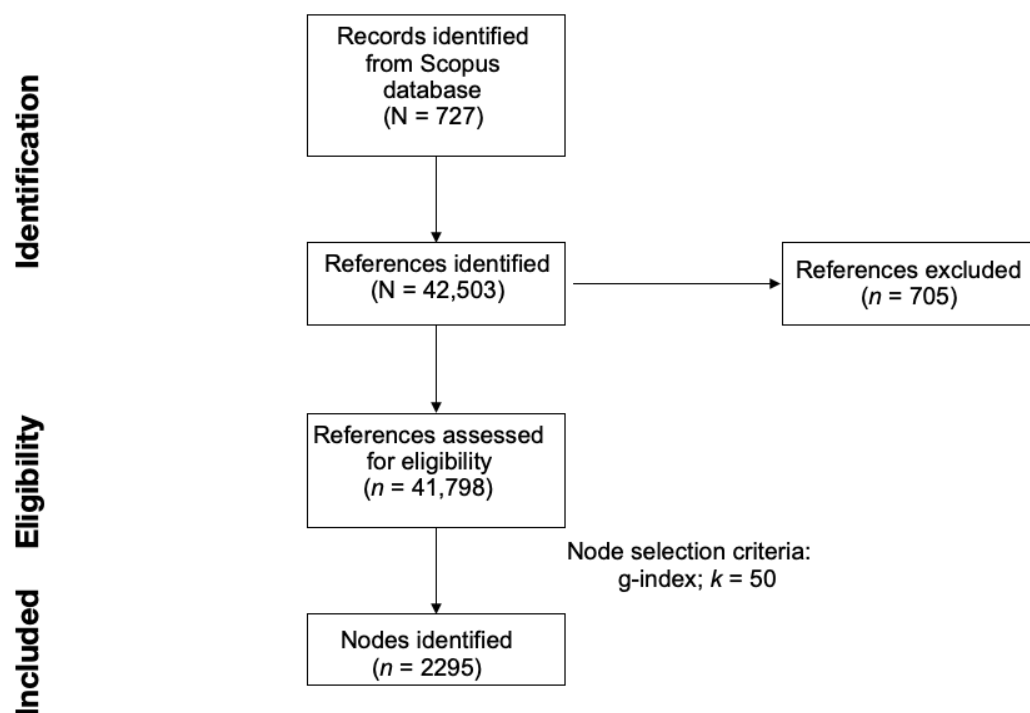 Identification
Records identified
from Scopus
database
(N = 727)
References identified
(N = 42,503)
References excluded
(n = 705)
Eligibility
References assessed
for eligibility
(n = 41,798)
Node selection criteria:
g-index; k = 50
Included
Nodes identified
(n = 2295)